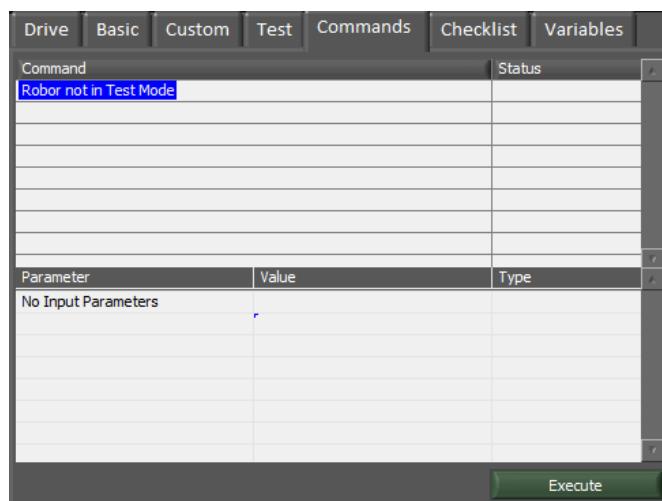 Drive Basic Custom Test Commands Checklist Variables
Command Status
Robor not in Test Mode
Parameter Value Type
No Input Parameters
Execute